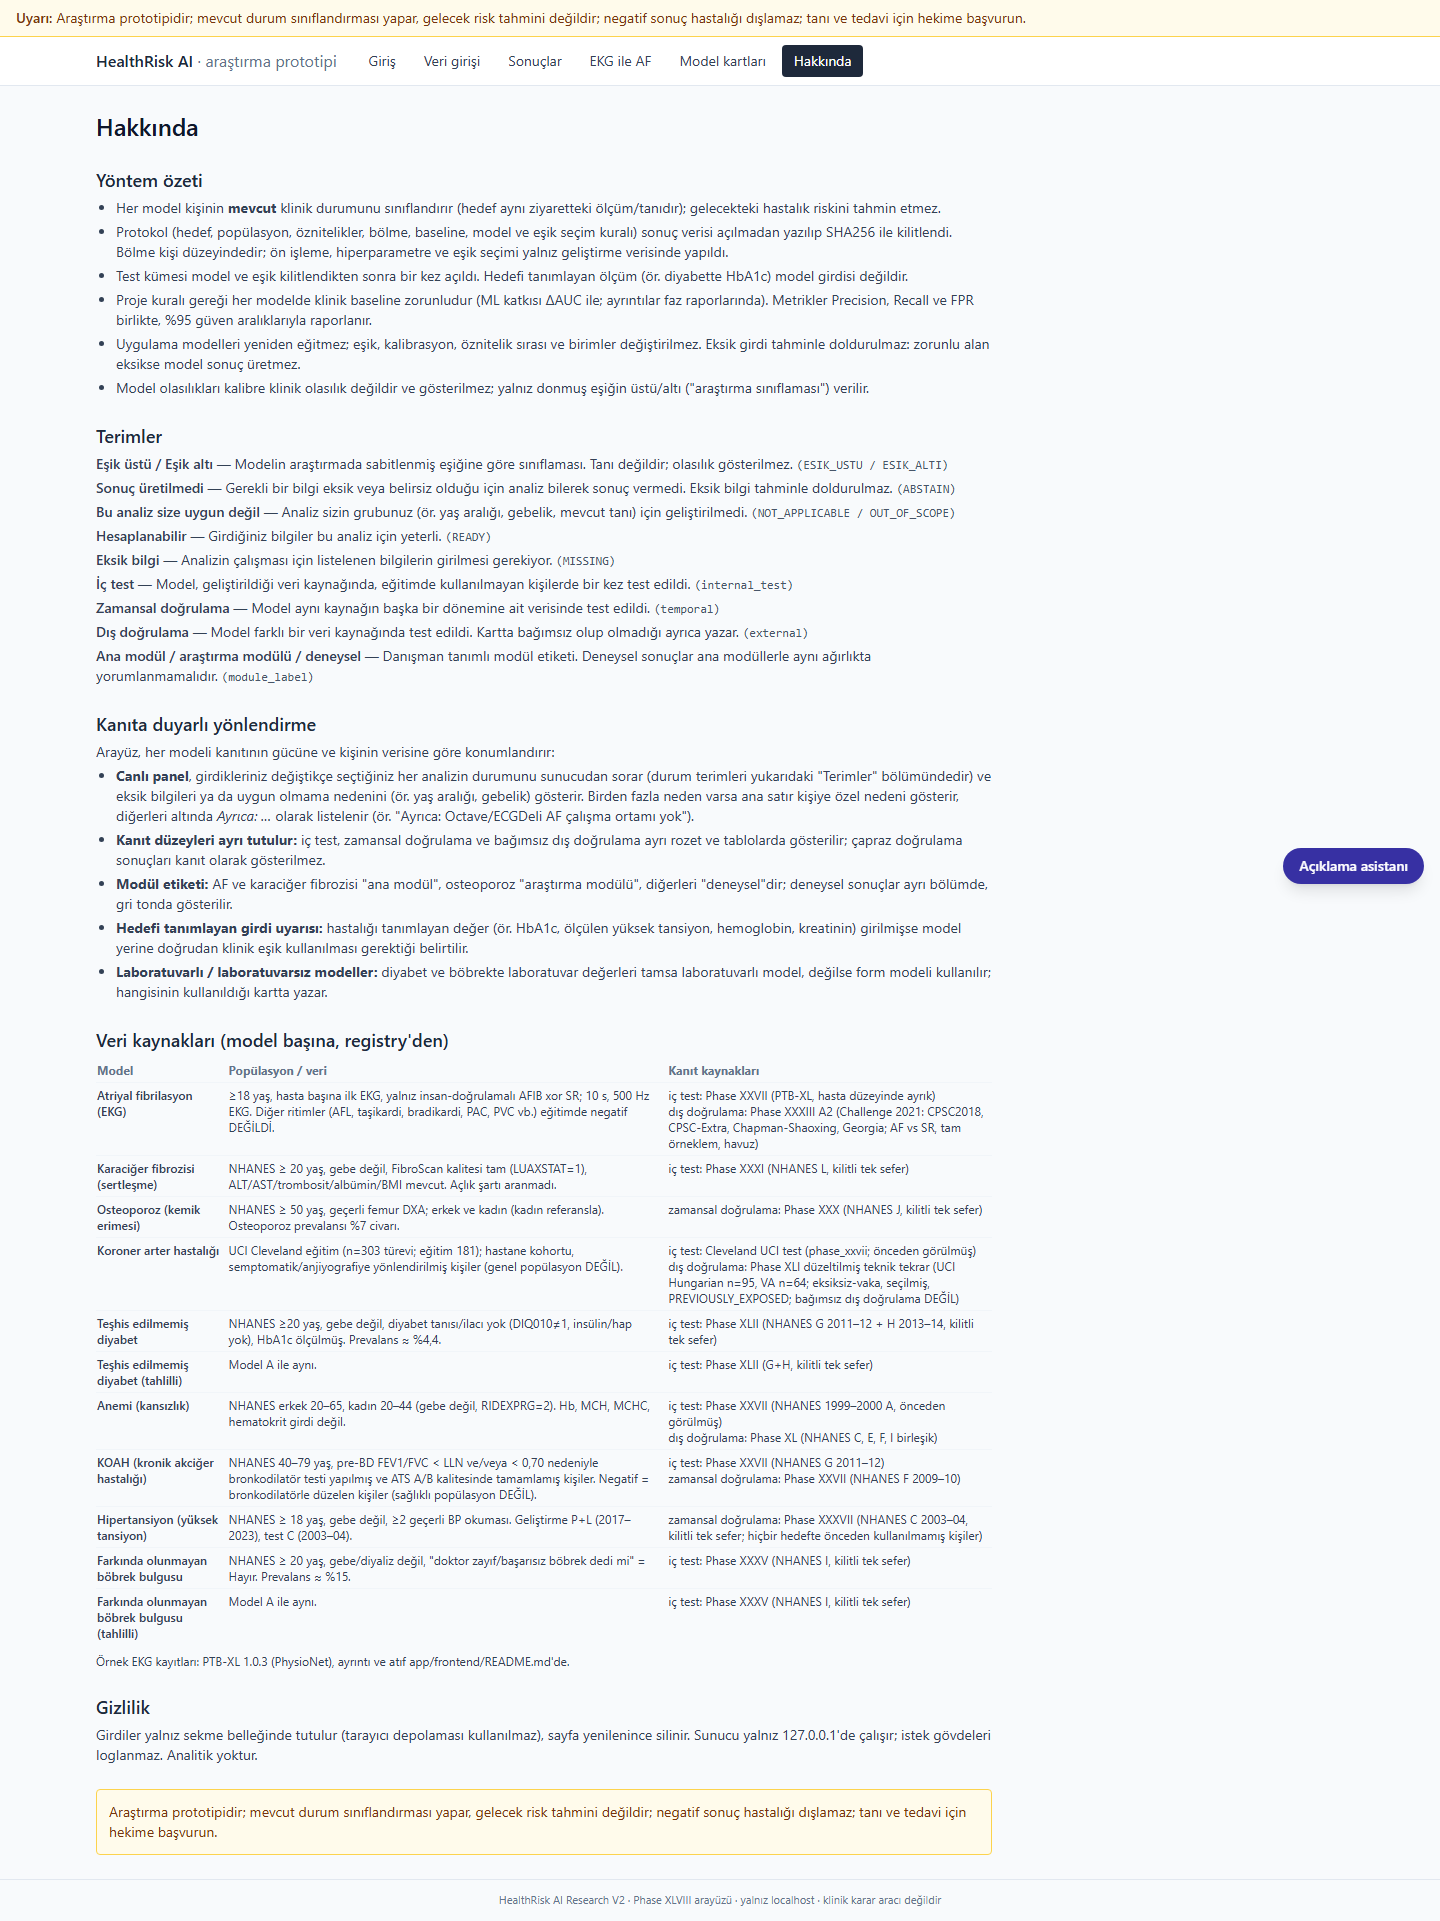 Uyarı: Araştırma prototipidir; mevcut durum sınıflandırması yapar, gelecek risk tahmini değildir; negatif sonuç hastalığı dışlamaz; tanı ve tedavi için hekime başvurun.
HealthRisk AI · araştırma prototipi Giriş Veri girişi Sonuçlar EKG ile AF Model kartları Hakkında
Hakkında
Yöntem özeti
• Her model kişinin mevcut klinik durumunu sınıflandırır (hedef aynı ziyaretteki ölçüm/tanıdır); gelecekteki hastalık riskini tahmin etmez.
• Protokol (hedef, popülasyon, öznitelikler, bölme, baseline, model ve eşik seçim kuralı) sonuç verisi açılmadan yazılıp SHA256 ile kilitlendi.
Bölme kişi düzeyindedir; ön işleme, hiperparametre ve eşik seçimi yalnız geliştirme verisinde yapıldı.
• Test kümesi model ve eşik kilitlendikten sonra bir kez açıldı. Hedefi tanımlayan ölçüm (ör. diyabette HbA1c) model girdisi değildir.
• Proje kuralı gereği her modelde klinik baseline zorunludur (ML katkısı ΔAUC ile; ayrıntılar faz raporlarında). Metrikler Precision, Recall ve FPR
birlikte, %95 güven aralıklarıyla raporlanır.
• Uygulama modelleri yeniden eğitmez; eşik, kalibrasyon, öznitelik sırası ve birimler değiştirilmez. Eksik girdi tahminle doldurulmaz: zorunlu alan
eksikse model sonuç üretmez.
• Model olasılıkları kalibre klinik olasılık değildir ve gösterilmez; yalnız donmuş eşiğin üstü/altı ("araştırma sınıflaması") verilir.
Terimler
Eşik üstü / Eşik altı — Modelin araştırmada sabitlenmiş eşiğine göre sınıflaması. Tanı değildir; olasılık gösterilmez. (ESIK_USTU / ESIK_ALTI)
Sonuç üretilmedi — Gerekli bir bilgi eksik veya belirsiz olduğu için analiz bilerek sonuç vermedi. Eksik bilgi tahminle doldurulmaz. (ABSTAIN)
Bu analiz size uygun değil — Analiz sizin grubunuz (ör. yaş aralığı, gebelik, mevcut tanı) için geliştirilmedi. (NOT_APPLICABLE / OUT_OF_SCOPE)
Hesaplanabilir — Girdiğiniz bilgiler bu analiz için yeterli. (READY)
Eksik bilgi — Analizin çalışması için listelenen bilgilerin girilmesi gerekiyor. (MISSING)
İç test — Model, geliştirildiği veri kaynağında, eğitimde kullanılmayan kişilerde bir kez test edildi. (internal_test)
Zamansal doğrulama — Model aynı kaynağın başka bir dönemine ait verisinde test edildi. (temporal)
Dış doğrulama — Model farklı bir veri kaynağında test edildi. Kartta bağımsız olup olmadığı ayrıca yazar. (external)
Ana modül / araştırma modülü / deneysel — Danışman tanımlı modül etiketi. Deneysel sonuçlar ana modüllerle aynı ağırlıkta
yorumlanmamalıdır. (module_label)
Kanıta duyarlı yönlendirme
Arayüz, her modeli kanıtının gücüne ve kişinin verisine göre konumlandırır:
• Canlı panel, girdikleriniz değiştikçe seçtiğiniz her analizin durumunu sunucudan sorar (durum terimleri yukarıdaki "Terimler" bölümündedir) ve
eksik bilgileri ya da uygun olmama nedenini (ör. yaş aralığı, gebelik) gösterir. Birden fazla neden varsa ana satır kişiye özel nedeni gösterir,
diğerleri altında Ayrıca: … olarak listelenir (ör. "Ayrıca: Octave/ECGDeli AF çalışma ortamı yok").
• Kanıt düzeyleri ayrı tutulur: iç test, zamansal doğrulama ve bağımsız dış doğrulama ayrı rozet ve tablolarda gösterilir; çapraz doğrulama
sonuçları kanıt olarak gösterilmez.
• Modül etiketi: AF ve karaciğer fibrozisi "ana modül", osteoporoz "araştırma modülü", diğerleri "deneysel"dir; deneysel sonuçlar ayrı bölümde,
gri tonda gösterilir.
• Hedefi tanımlayan girdi uyarısı: hastalığı tanımlayan değer (ör. HbA1c, ölçülen yüksek tansiyon, hemoglobin, kreatinin) girilmişse model
yerine doğrudan klinik eşik kullanılması gerektiği belirtilir.
• Laboratuvarlı / laboratuvarsız modeller: diyabet ve böbrekte laboratuvar değerleri tamsa laboratuvarlı model, değilse form modeli kullanılır;
hangisinin kullanıldığı kartta yazar.
Açıklama asistanı
Veri kaynakları (model başına, registry'den)
Model Popülasyon / veri Kanıt kaynakları
Atriyal fibrilasyon
(EKG)
≥18 yaş, hasta başına ilk EKG, yalnız insan-doğrulamalı AFIB xor SR; 10 s, 500 Hz
EKG. Diğer ritimler (AFL, taşikardi, bradikardi, PAC, PVC vb.) eğitimde negatif
DEĞİLDİ.
iç test: Phase XXVII (PTB-XL, hasta düzeyinde ayrık)
dış doğrulama: Phase XXXIII A2 (Challenge 2021: CPSC2018,
CPSC-Extra, Chapman-Shaoxing, Georgia; AF vs SR, tam
örneklem, havuz)
Karaciğer fibrozisi
(sertleşme)
NHANES ≥ 20 yaş, gebe değil, FibroScan kalitesi tam (LUAXSTAT=1),
ALT/AST/trombosit/albümin/BMI mevcut. Açlık şartı aranmadı.
iç test: Phase XXXI (NHANES L, kilitli tek sefer)
Osteoporoz (kemik
erimesi)
NHANES ≥ 50 yaş, geçerli femur DXA; erkek ve kadın (kadın referansla).
Osteoporoz prevalansı %7 civarı.
zamansal doğrulama: Phase XXX (NHANES J, kilitli tek sefer)
Koroner arter hastalığı
UCI Cleveland eğitim (n=303 türevi; eğitim 181); hastane kohortu,
semptomatik/anjiyografiye yönlendirilmiş kişiler (genel popülasyon DEĞİL).
iç test: Cleveland UCI test (phase_xxvii; önceden görülmüş)
dış doğrulama: Phase XLI düzeltilmiş teknik tekrar (UCI
Hungarian n=95, VA n=64; eksiksiz-vaka, seçilmiş,
PREVIOUSLY_EXPOSED; bağımsız dış doğrulama DEĞİL)
Teşhis edilmemiş
diyabet
NHANES ≥20 yaş, gebe değil, diyabet tanısı/ilacı yok (DIQ010≠1, insülin/hap
yok), HbA1c ölçülmüş. Prevalans ≈ %4,4.
iç test: Phase XLII (NHANES G 2011–12 + H 2013–14, kilitli
tek sefer)
Teşhis edilmemiş
diyabet (tahlilli)
Model A ile aynı.
iç test: Phase XLII (G+H, kilitli tek sefer)
Anemi (kansızlık)
NHANES erkek 20–65, kadın 20–44 (gebe değil, RIDEXPRG=2). Hb, MCH, MCHC,
hematokrit girdi değil.
iç test: Phase XXVII (NHANES 1999–2000 A, önceden
görülmüş)
dış doğrulama: Phase XL (NHANES C, E, F, I birleşik)
KOAH (kronik akciğer
hastalığı)
NHANES 40–79 yaş, pre-BD FEV1/FVC < LLN ve/veya < 0,70 nedeniyle
bronkodilatör testi yapılmış ve ATS A/B kalitesinde tamamlamış kişiler. Negatif =
bronkodilatörle düzelen kişiler (sağlıklı popülasyon DEĞİL).
iç test: Phase XXVII (NHANES G 2011–12)
zamansal doğrulama: Phase XXVII (NHANES F 2009–10)
Hipertansiyon (yüksek
tansiyon)
NHANES ≥ 18 yaş, gebe değil, ≥2 geçerli BP okuması. Geliştirme P+L (2017–
2023), test C (2003–04).
zamansal doğrulama: Phase XXXVII (NHANES C 2003–04,
kilitli tek sefer; hiçbir hedefte önceden kullanılmamış kişiler)
Farkında olunmayan
böbrek bulgusu
NHANES ≥ 20 yaş, gebe/diyaliz değil, "doktor zayıf/başarısız böbrek dedi mi" =
Hayır. Prevalans ≈ %15.
iç test: Phase XXXV (NHANES I, kilitli tek sefer)
Farkında olunmayan
böbrek bulgusu
(tahlilli)
Model A ile aynı.
iç test: Phase XXXV (NHANES I, kilitli tek sefer)
Örnek EKG kayıtları: PTB-XL 1.0.3 (PhysioNet), ayrıntı ve atıf app/frontend/README.md'de.
Gizlilik
Girdiler yalnız sekme belleğinde tutulur (tarayıcı depolaması kullanılmaz), sayfa yenilenince silinir. Sunucu yalnız 127.0.0.1'de çalışır; istek gövdeleri
loglanmaz. Analitik yoktur.
Araştırma prototipidir; mevcut durum sınıflandırması yapar, gelecek risk tahmini değildir; negatif sonuç hastalığı dışlamaz; tanı ve tedavi için
hekime başvurun.
HealthRisk AI Research V2 · Phase XLVIII arayüzü · yalnız localhost · klinik karar aracı değildir